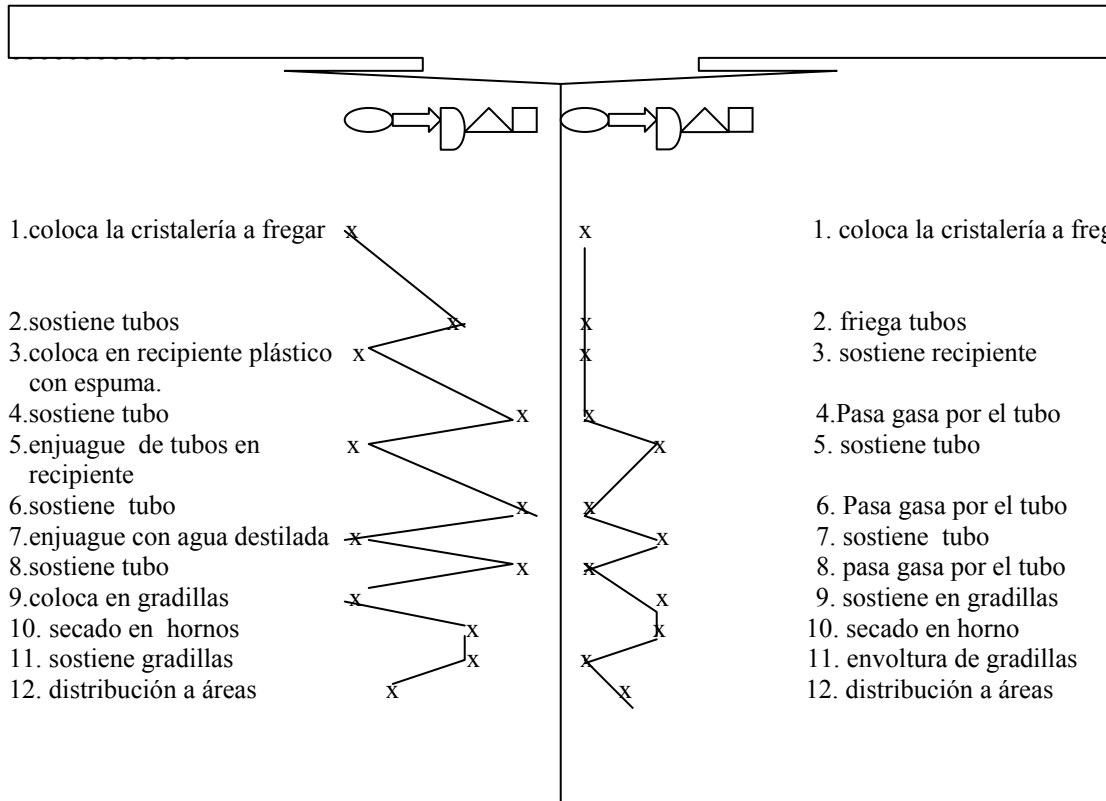 1.coloca la cristalería a fregar x x 1. coloca la cristalería a freg
2.sostiene tubos x x 2. friega tubos
3.coloca en recipiente plástico x x 3. sostiene recipiente
con espuma.
4.sostiene tubo x x 4.Pasa gasa por el tubo
5.enjuague de tubos en x x 5. sostiene tubo
recipiente
6.sostiene tubo x x 6. Pasa gasa por el tubo
7.enjuague con agua destilada x x 7. sostiene tubo
8.sostiene tubo x x 8. pasa gasa por el tubo
9.coloca en gradillas x x 9. sostiene en gradillas
10. secado en hornos x x 10. secado en horno
11. sostiene gradillas x x 11. envoltura de gradillas
12. distribución a áreas x x 12. distribución a áreas